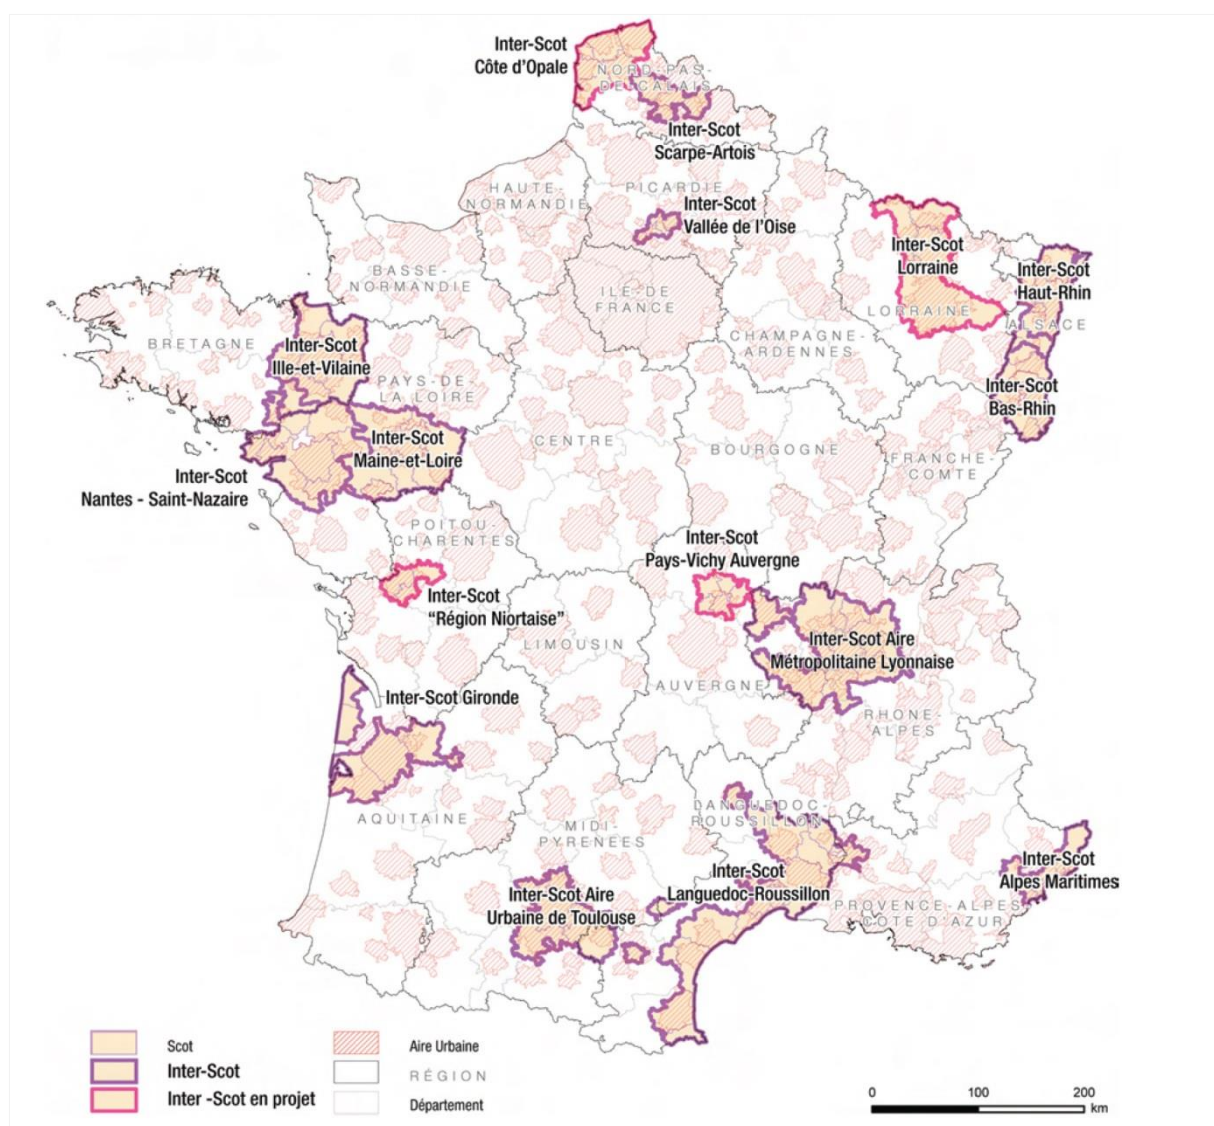 Inter-Scot
Côte d'Opale
NORD-PAS-
DE-CALAIS
Inter-Scot
Scarpe-Artois
HAUTE-
NORMANDIE
PICARDIE
Inter-Scot
Vallée de l'Oise
Inter-Scot
Lorraine
LORRAINE
Inter-Scot
Haut-Rhin
ALSACE
Inter-Scot
Bas-Rhin
BASSE-
NORMANDIE
ILE-DE
FRANCE
CHAMPAGNE-
ARDENNES
BRETAGNE
Inter-Scot
Ille-et-Vilaine
PAYS-DE-
LA LOIRE
Inter-Scot
Maine-et-Loire
Inter-Scot
Nantes - Saint-Nazaire
CENTRE
BOURGOGNE
FRANCHE-
COMTE
POITOU-
CHARENTES
Inter-Scot
Pays-Vichy Auvergne
Inter-Scot
"Région Niortaise"
LIMOUSIN
Inter-Scot Aire
Métropolitaine Lyonnaise
AUVERGNE
RHONE-
ALPES
Inter-Scot Gironde
AQUITAINE
MIDI-
PYRENEES
LANGUEDOC-
ROUSSILLON
Inter-Scot
Languedoc-Roussillon
Inter-Scot Aire
Urbaine de Toulouse
Inter-Scot
Alpes Maritimes
PROVENCE-ALPES
COTE D'AZUR
Scot
Inter-Scot
Inter -Scot en projet
Aire Urbaine
RÉGION
Département
0 100 200
km